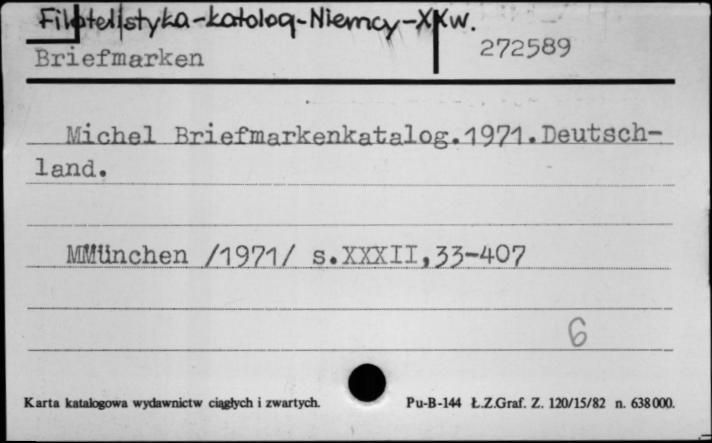 Filatelistyka-katolog-Niemcy-XXw.
Briefmarken 272589
Michel Briefmarkenkatalog.1971.Deutsch-
land.
MMünchen /1971/ s.XXXII,33-407
6
Karta katalogowa wydawnictw ciągłych i zwartych. Pu-B-144 Ł.Z.Graf. Z. 120/15/82 n. 638000.